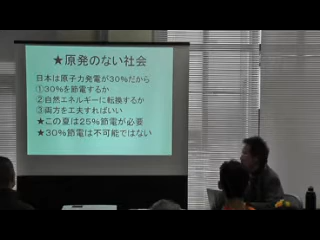 ★原発のない社会
日本は原子力発電が30%だから
①30%を節電するか
②自然エネルギーに転換するか
③両方を工夫すればいい
★この夏は25%節電が必要
★30%節電は不可能ではない